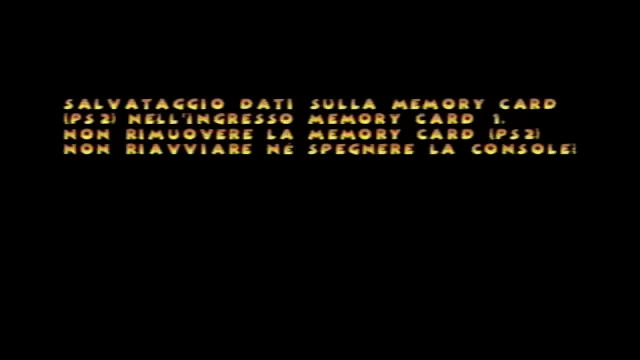 SALVATAGGIO DATI SULLA MEMORY CARD
(PS2) NELL'INGRESSO MEMORY CARD 1.
NON RIMUOVERE LA MEMORY CARD (PS2)
NON RIAVVIARE NÉ SPEGNERE LA CONSOLE!